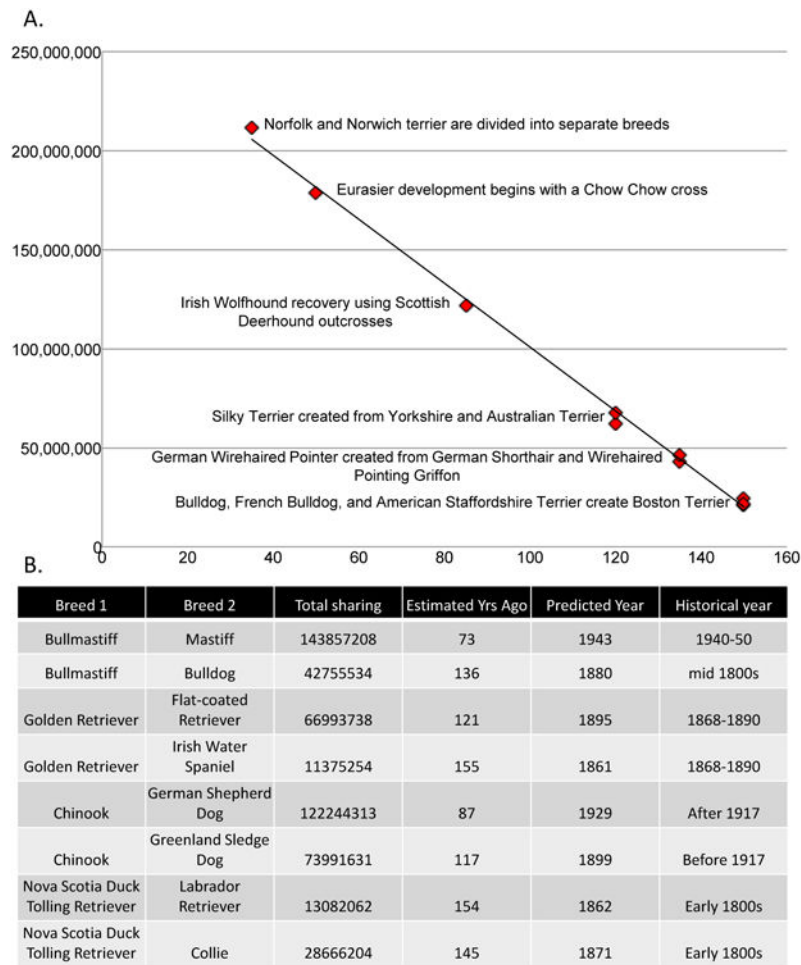 A.
250,000,000
Norfolk and Norwich terrier are divided into separate breeds
200,000,000
Eurasier development begins with a Chow Chow cross
150,000,000
Irish Wolfhound recovery using Scottish
Deerhound outcrosses
100,000,000
Silky Terrier created from Yorkshire and Australian Terrier
50,000,000
German Wirehaired Pointer created from German Shorthair and Wirehaired
Pointing Griffon
Bulldog, French Bulldog, and American Staffordshire Terrier create Boston Terrier
0
0 20 40 60 80 100 120 140 160
B.
Breed 1 Breed 2 Total sharing Estimated Yrs Ago Predicted Year Historical year
Bullmastiff Mastiff 143857208 73 1943 1940-50
Bullmastiff Bulldog 42755534 136 1880 mid 1800s
Flat-coated
Golden Retriever Retriever 66993738 121 1895 1868-1890
Irish Water
Golden Retriever Spaniel 11375254 155 1861 1868-1890
German Shepherd
Chinook Dog 122244313 87 1929 After 1917
Greenland Sledge
Chinook Dog 73991631 117 1899 Before 1917
Nova Scotia Duck Labrador
Tolling Retriever Retriever 13082062 154 1862 Early 1800s
Nova Scotia Duck
Tolling Retriever Collie 28666204 145 1871 Early 1800s